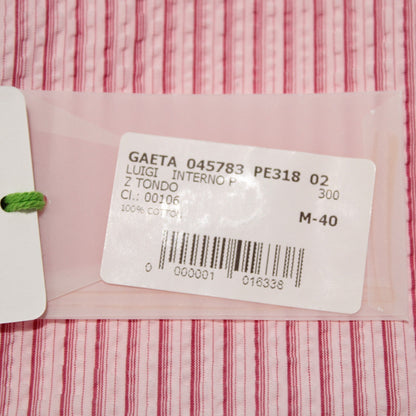 GAETA 045783 PE318 02
LUIGI INTERNO P 300
Z TONDO
Cl.: 00106
100% COTTON M-40
0 000001 016338